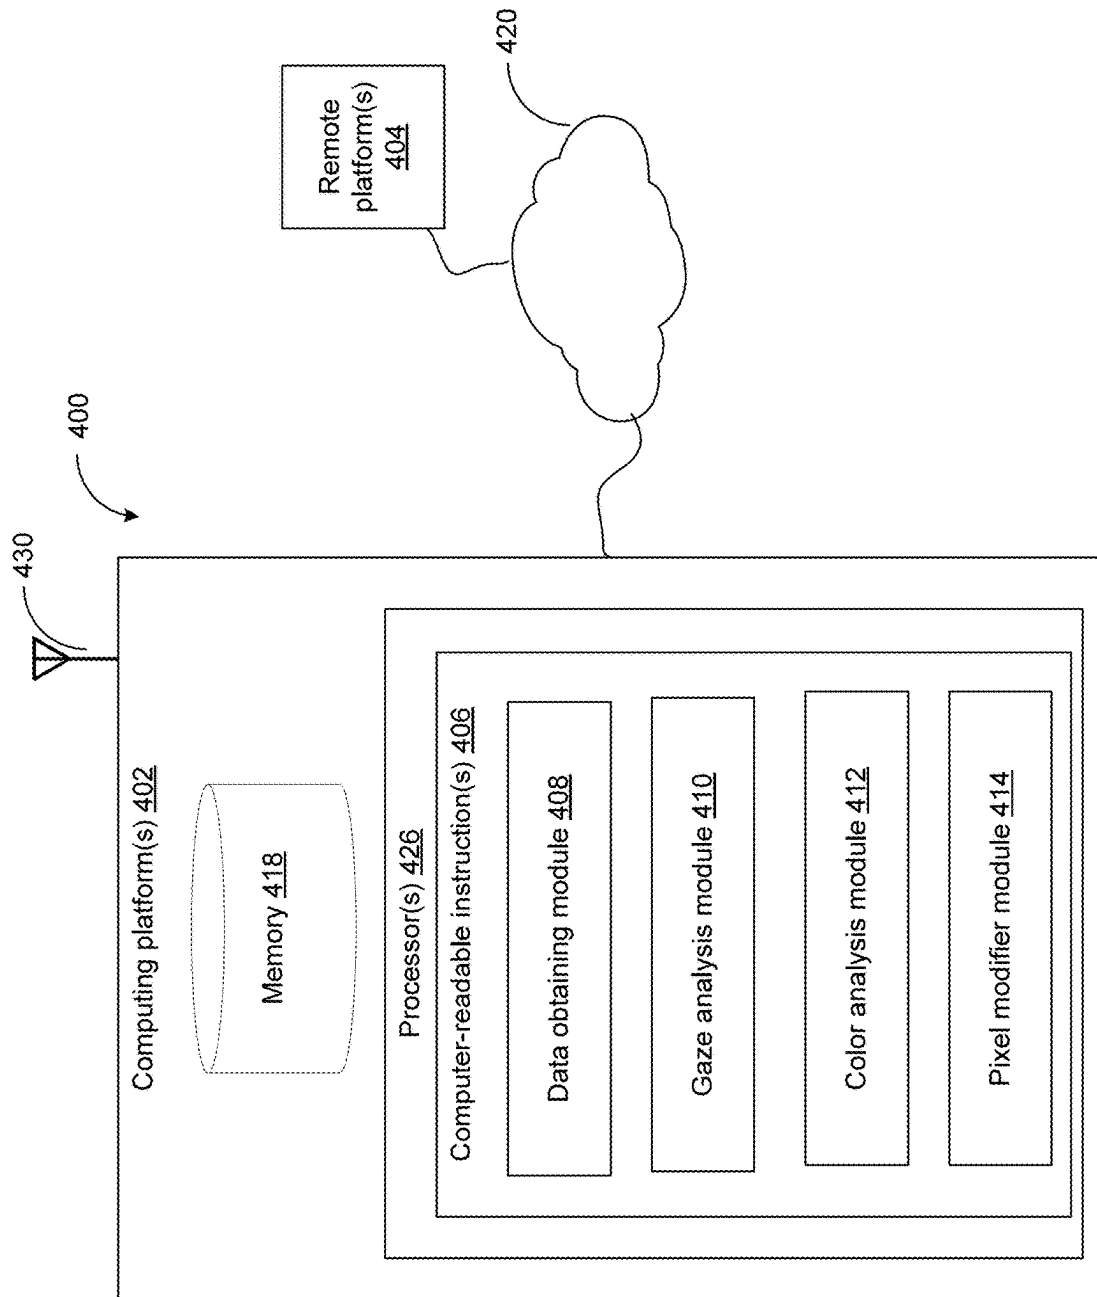 430
400
420
Computing platform(s) 402
Memory 418
Processor(s) 426
Computer-readable instruction(s) 406
Data obtaining module 408
Gaze analysis module 410
Color analysis module 412
Pixel modifier module 414
Remote
platform(s)
404